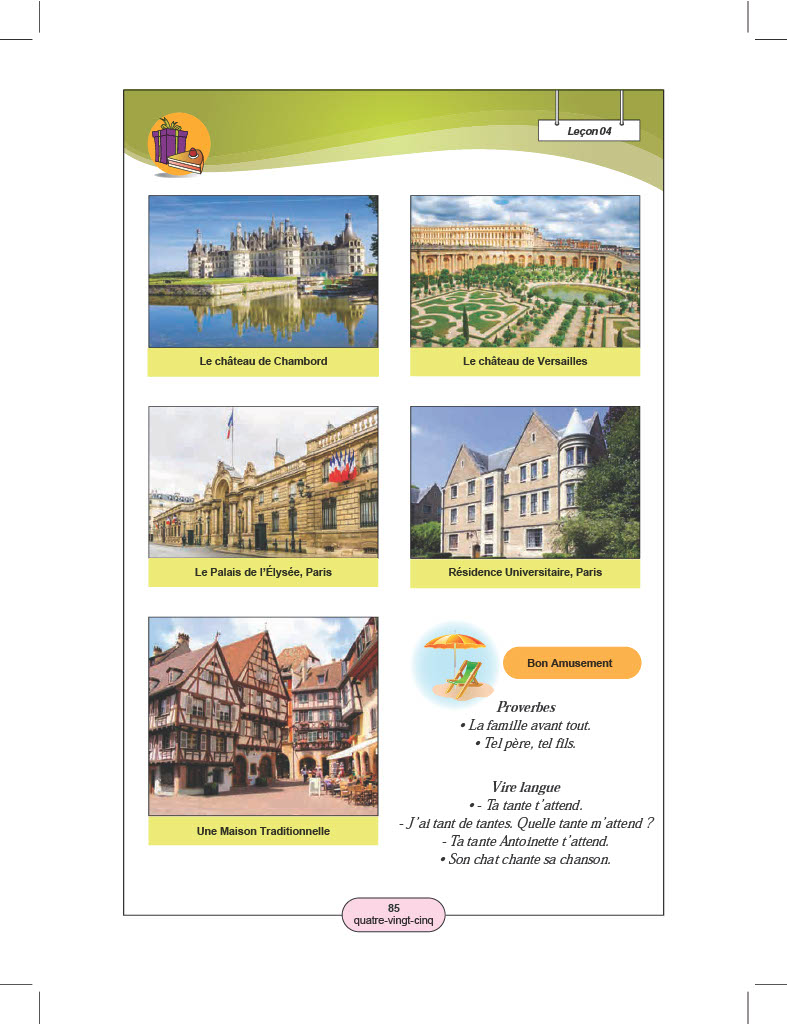 Leçon 04
Le château de Chambord
Le château de Versailles
Le Palais de l’Élysée, Paris
Résidence Universitaire, Paris
Une Maison Traditionnelle
Bon Amusement
Proverbes
• La famille avant tout.
• Tel père, tel fils.
Vire langue
• - Ta tante t’attend.
- J’ai tant de tantes. Quelle tante m’attend ?
- Ta tante Antoinette t’attend.
• Son chat chante sa chanson.
85
quatre-vingt-cinq